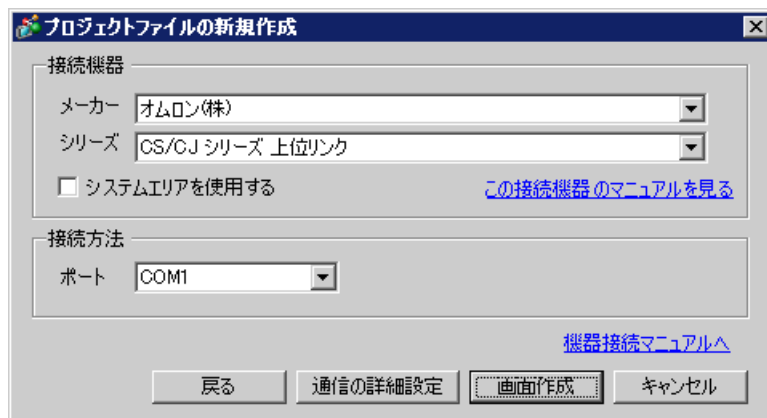 プロジェクトファイルの新規作成
接続機器
メーカー オムロン(株)
シリーズ CS/CJ シリーズ 上位リンク
システムエリアを使用する この接続機器のマニュアルを見る
接続方法
ポート COM1
機器接続マニュアルへ
戻る 通信の詳細設定 画面作成 キャンセル